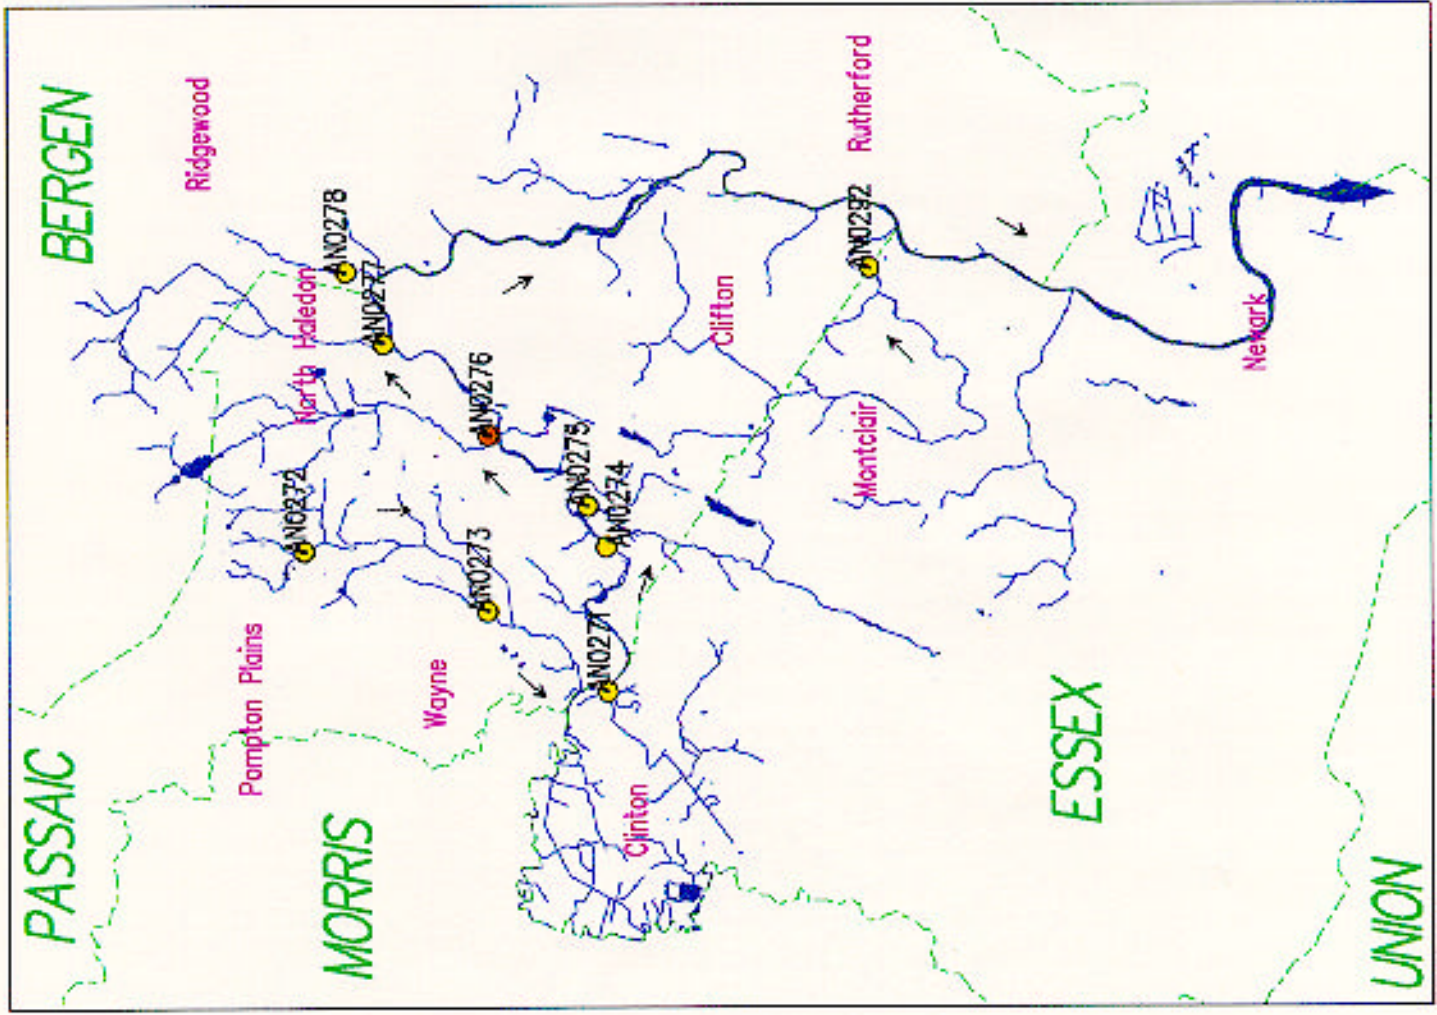 PASSAIC
BERGEN
Ridgewood
Pompton Plains
AN0272
North Haledon
AN0278
MORRIS
AN0277
Wayne
AN0273
AN0276
AN0275
AN0271
AN0274
Clinton
Clifton
Montclair
AN0292
Rutherford
ESSEX
Newark
UNION